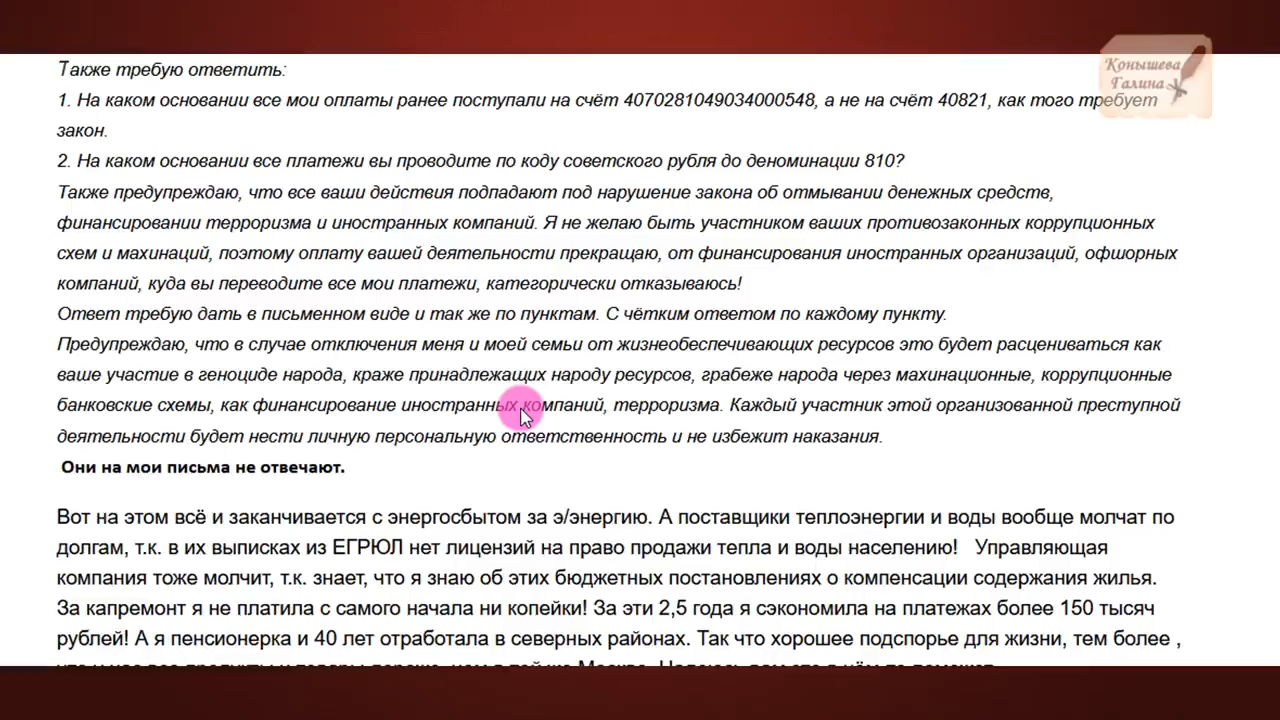 Также требую ответить:
Конышева
Галина
1. На каком основании все мои оплаты ранее поступали на счёт 4070281049034000548, а не на счёт 40821, как того требует
закон.
2. На каком основании все платежи вы проводите по коду советского рубля до деноминации 810?
Также предупреждаю, что все ваши действия подпадают под нарушение закона об отмывании денежных средств,
финансировании терроризма и иностранных компаний. Я не желаю быть участником ваших противозаконных коррупционных
схем и махинаций, поэтому оплату вашей деятельности прекращаю, от финансирования иностранных организаций, офшорных
компаний, куда вы переводите все мои платежи, категорически отказываюсь!
Ответ требую дать в письменном виде и так же по пунктам. С чётким ответом по каждому пункту.
Предупреждаю, что в случае отключения меня и моей семьи от жизнеобеспечивающих ресурсов это будет расцениваться как
ваше участие в геноциде народа, краже принадлежащих народу ресурсов, грабеже народа через махинационные, коррупционные
банковские схемы, как финансирование иностранных компаний, терроризма. Каждый участник этой организованной преступной
деятельности будет нести личную персональную ответственность и не избежит наказания.
Они на мои письма не отвечают.
Вот на этом всё и заканчивается с энергосбытом за э/энергию. А поставщики теплоэнергии и воды вообще молчат по
долгам, т.к. в их выписках из ЕГРЮЛ нет лицензий на право продажи тепла и воды населению! Управляющая
компания тоже молчит, т.к. знает, что я знаю об этих бюджетных постановлениях о компенсации содержания жилья.
За капремонт я не платила с самого начала ни копейки! За эти 2,5 года я сэкономила на платежах более 150 тысяч
рублей! А я пенсионерка и 40 лет отработала в северных районах. Так что хорошее подспорье для жизни, тем более ,